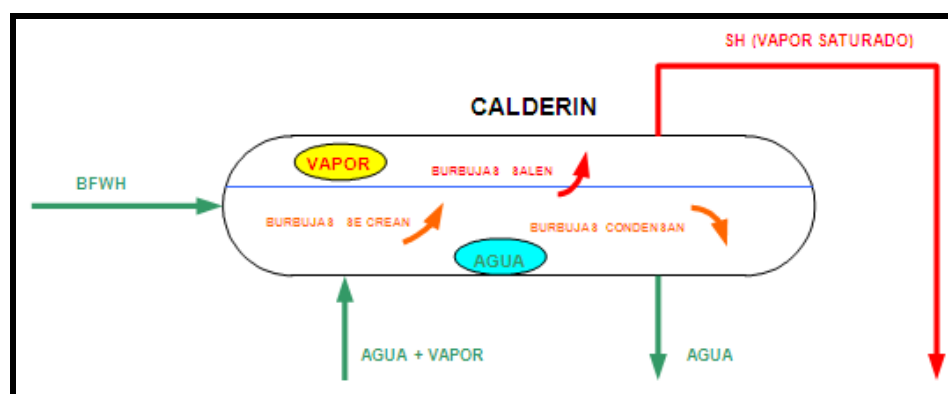 SH (VAPOR SATURADO)
CALDERIN
VAPOR
BURBUJAS SALEN
BFWH
BURBUJAS SE CREAN
BURBUJAS CONDENSAN
AGUA
AGUA + VAPOR
AGUA